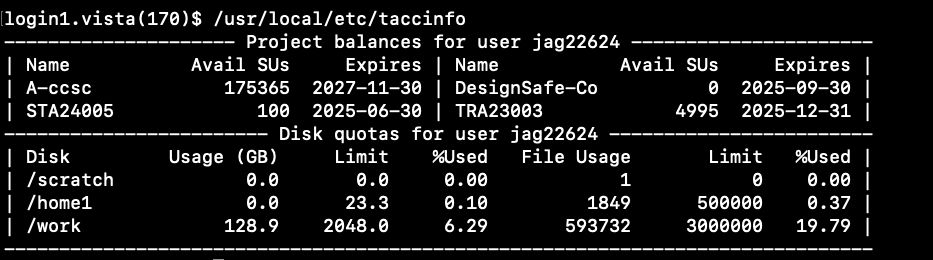 login1.vista(170)$ /usr/local/etc/taccinfo
--------------------- Project balances for user jag22624 ----------------------
| Name           Avail SUs     Expires | Name           Avail SUs     Expires |
| A-ccsc            175365  2027-11-30 | DesignSafe-Co          0  2025-09-30 |
| STA24005             100  2025-06-30 | TRA23003            4995  2025-12-31 |
------------------------ Disk quotas for user jag22624 ------------------------
| Disk         Usage (GB)     Limit    %Used   File Usage       Limit   %Used |
| /scratch            0.0       0.0     0.00            1           0    0.00 |
| /home1              0.0      23.3     0.10         1849      500000    0.37 |
| /work             128.9    2048.0     6.29       593732     3000000   19.79 |
-------------------------------------------------------------------------------